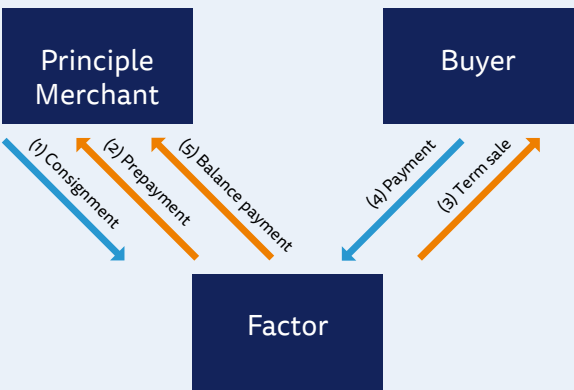 Principle
Merchant
Buyer
(1) Consignment
(2) Prepayment
(5) Balance payment
(4) Payment
(3) Term sale
Factor